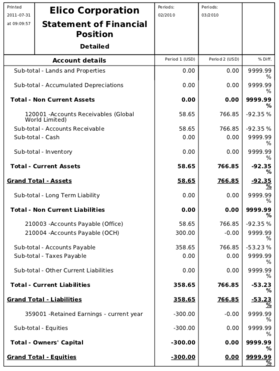 Printed
2011-07-31
at 09:09:57
Elico Corporation
Statement of Financial
Position
Detailed
Periods:
02/2010
Periods:
03/2010
Account details Period 1 (USD) Period 2 (USD) % Diff.
Sub-total - Lands and Properties 0.00 0.00 9999.99
%
Sub-total - Accumulated Depreciations 0.00 0.00 9999.99
%
Total - Non Current Assets 0.00 0.00 9999.99
%
120001 -Accounts Receivables (Global 58.65 766.85 -92.35 %
World Limited)
Sub-total - Accounts Receivable 58.65 766.85 -92.35 %
Sub-total - Cash 0.00 0.00 9999.99
%
Sub-total - Inventory 0.00 0.00 9999.99
%
Total - Current Assets 58.65 766.85 -92.35
%
Grand Total - Assets 58.65 766.85 -92.35
%
Sub-total - Long Term Liability 0.00 0.00 9999.99
%
Total - Non Current Liabilities 0.00 0.00 9999.99
%
210003 -Accounts Payable (Office) 58.65 766.85 -92.35 %
210004 -Accounts Payable (OCH) 300.00 -0.00 9999.99
%
Sub-total - Accounts Payable 358.65 766.85 -53.23 %
Sub-total - Taxes Payable 0.00 0.00 9999.99
%
Sub-total - Other Current Liabilities 0.00 0.00 9999.99
%
Total - Current Liabilities 358.65 766.85 -53.23
%
Grand Total - Liabilities 358.65 766.85 -53.23
%
359001 -Retained Earnings - current year -300.00 -0.00 9999.99
%
Sub-total - Equities -300.00 0.00 9999.99
%
Total - Owners' Capital -300.00 0.00 9999.99
%
Grand Total - Equities -300.00 0.00 9999.99
%